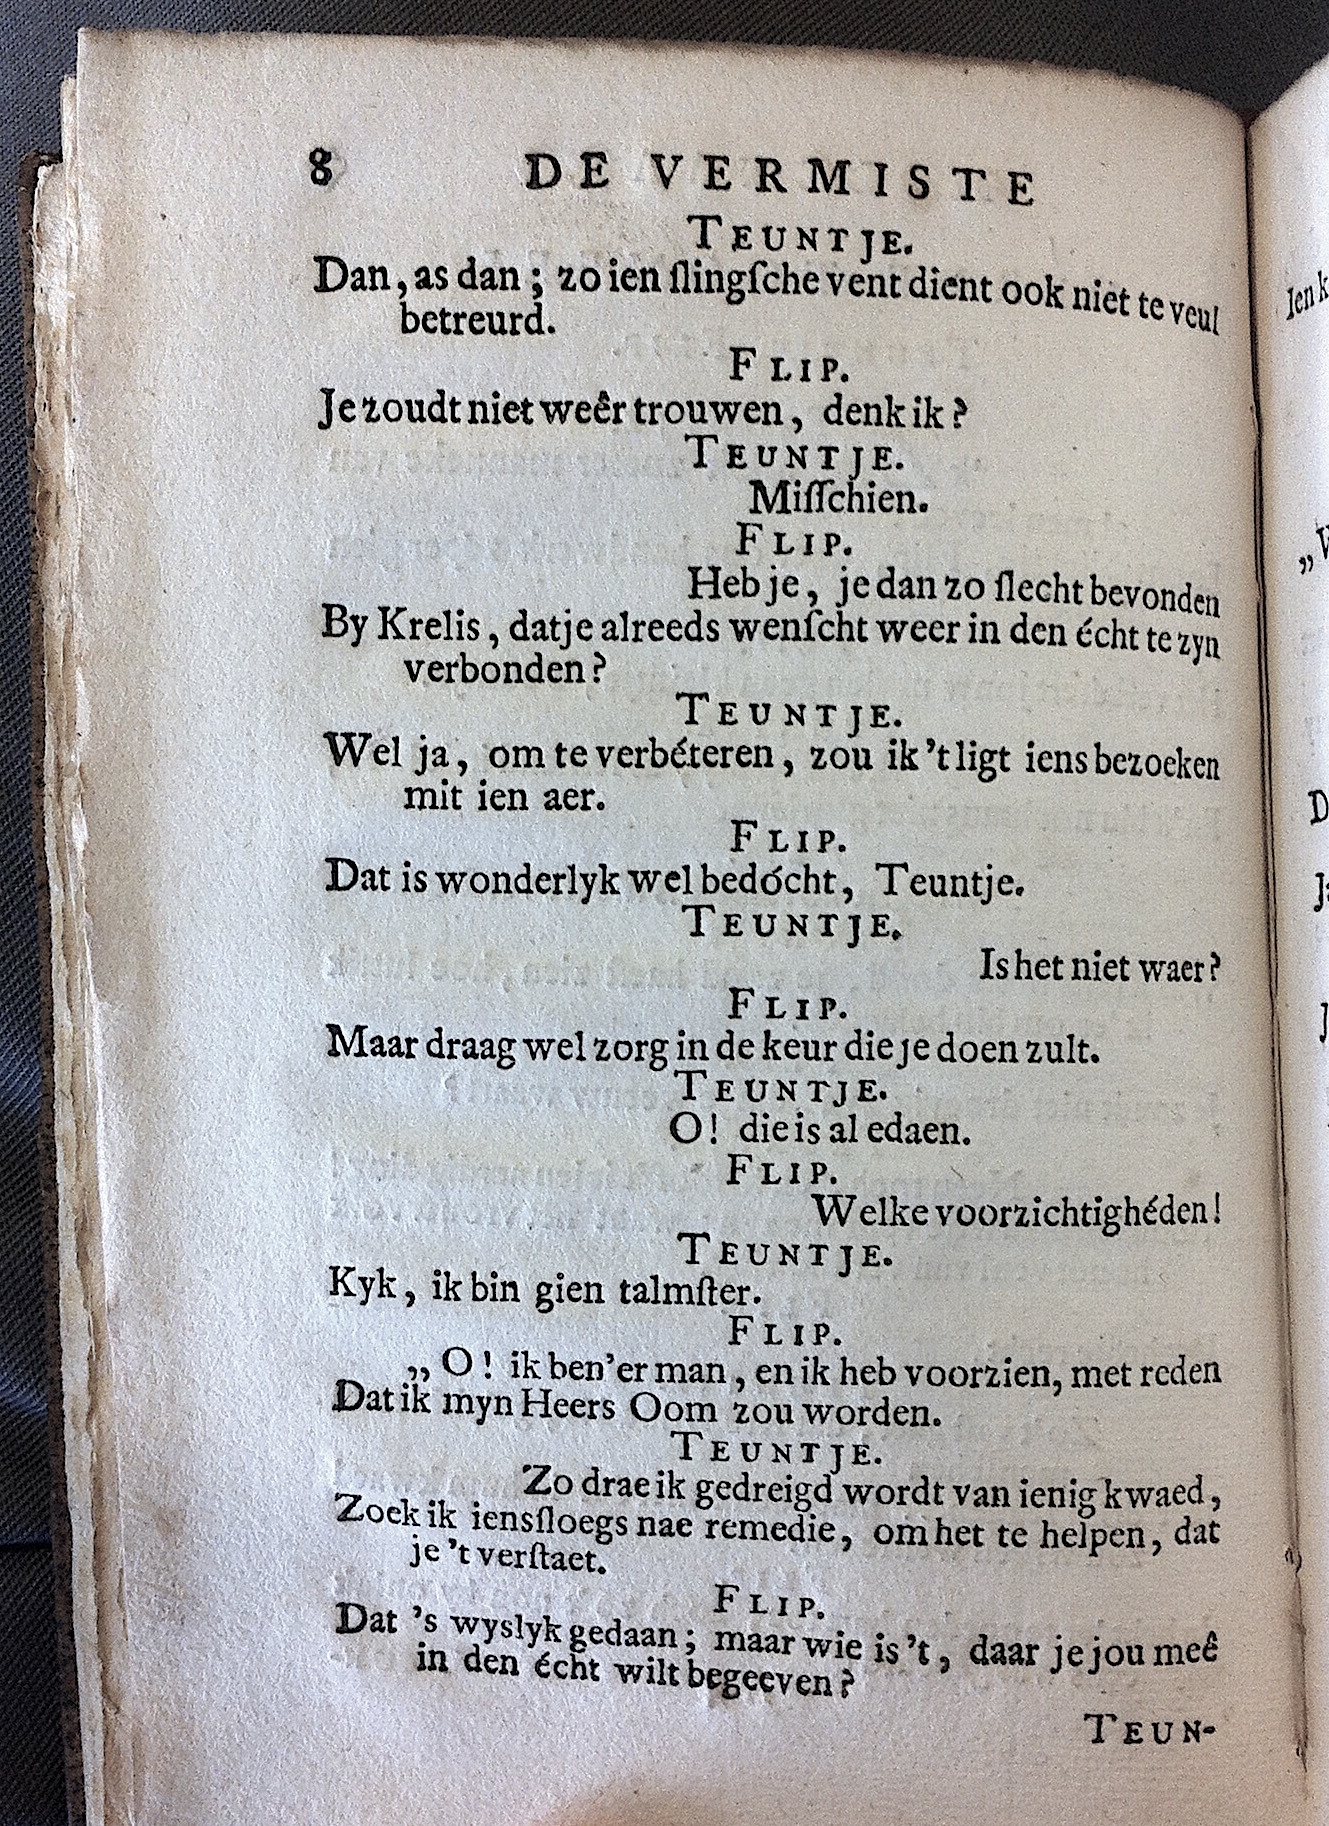 8 DE VERMISTE
TEUNTJE.
Dan, as dan; zo ien ſlingſche vent dient ook niet te veul
betreurd.
FLIP.
Je zoudt niet weêr trouwen, denk ik?
TEUNTJE.
Miſſchien.
FLIP.
Heb je, je dan zo ſlecht bevonden
By Krelis, datje alreeds wenſcht weer in den écht te zyn
verbonden?
TEUNTJE.
Wel ja, om te verbéteren, zou ik 't ligt iens bezoeken
mit ien aer.
FLIP.
Dat is wonderlyk wel bedócht, Teuntje.
TEUNTJE.
Is het niet waer?
FLIP.
Maar draag wel zorg in de keur die je doen zult.
TEUNTJE.
O! die is al edaen.
FLIP.
Welke voorzichtighéden!
TEUNTJE.
Kyk, ik bin gien talmſter.
FLIP.
„ O! ik ben'er man, en ik heb voorzien, met reden
Dat ik myn Heers Oom zou worden.
TEUNTJE.
Zo drae ik gedreigd wordt van ienig kwaed,
Zoek ik iensſloegs nae remedie, om het te helpen, dat
je 't verſtaet.
FLIP.
Dat 's wyslyk gedaan; maar wie is 't, daar je jou meê
in den écht wilt begeeven?
TEUN-